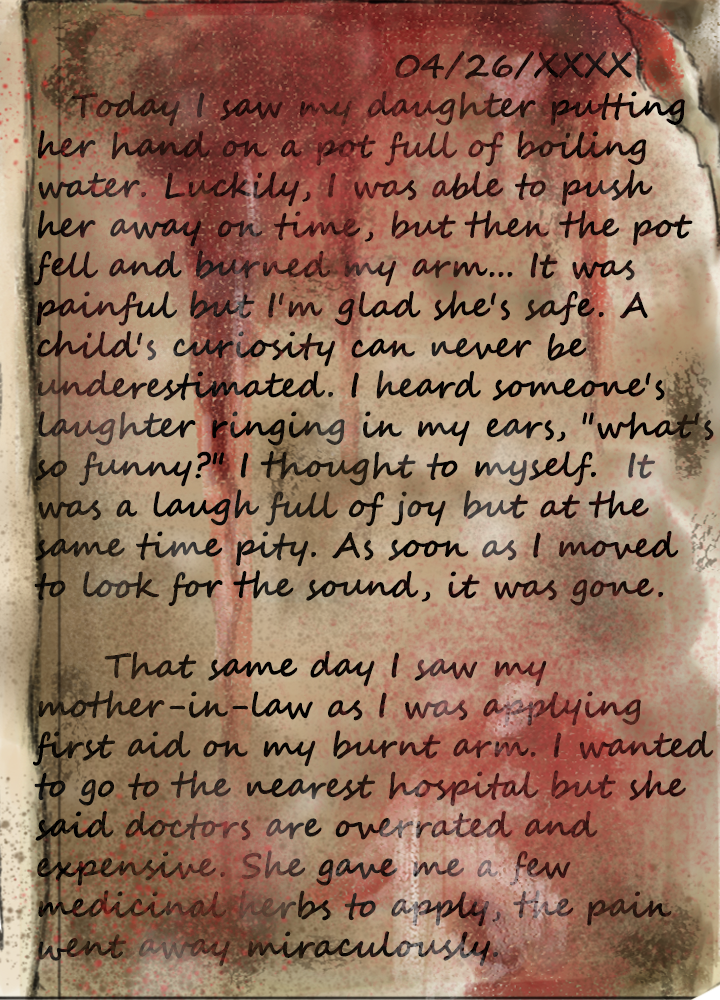 04/26/XXXX
Today I saw my daughter putting
her hand on a pot full of boiling
water. Luckily, I was able to push
her away on time, but then the pot
fell and burned my arm... It was
painful but I'm glad she's safe. A
child's curiosity can never be
underestimated. I heard someone's
laughter ringing in my ears, "what's
so funny?" I thought to myself. It
was a laugh full of joy but at the
same time pity. As soon as I moved
to look for the sound, it was gone.
That same day I saw my
mother-in-law as I was applying
first aid on my burnt arm. I wanted
to go to the nearest hospital but she
said doctors are overrated and
expensive. She gave me a few
medicinal herbs to apply, the pain
went away miraculously.